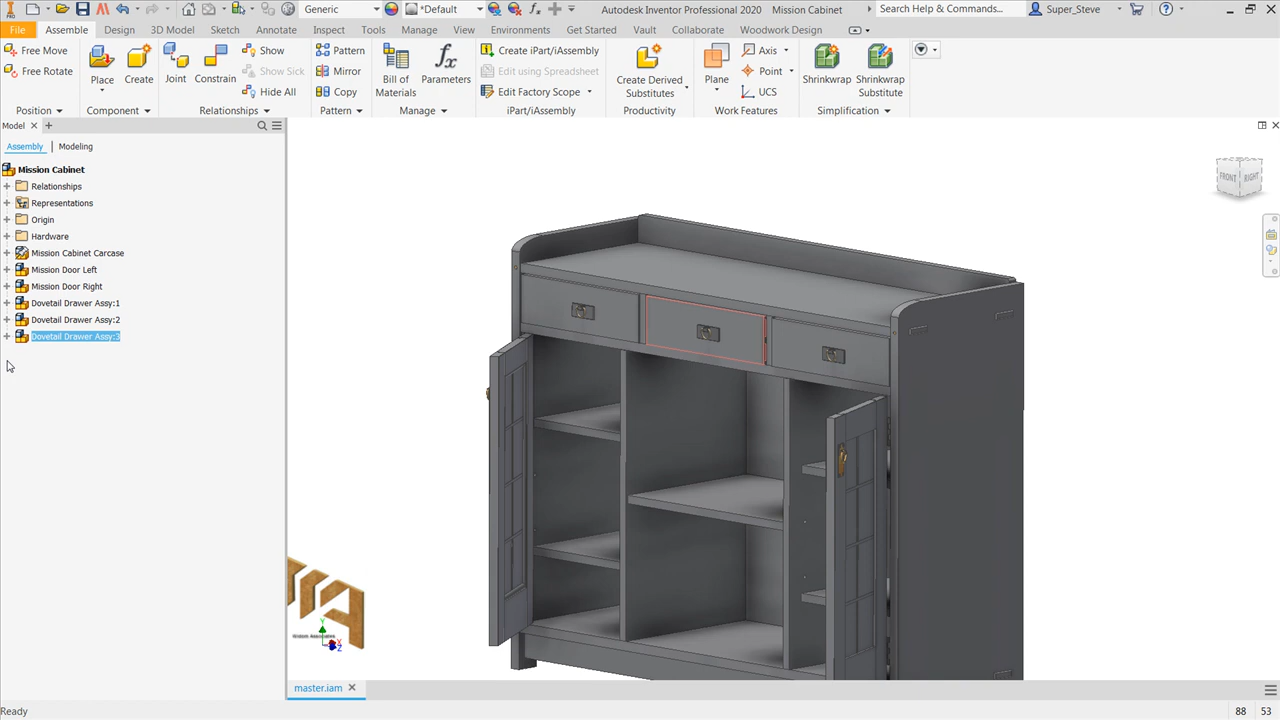 Generic
*Default
Autodesk Inventor Professional 2020 Mission Cabinet
Search Help & Commands...
Super_Steve
File Assembly Design 3D Model Sketch Annotate Inspect Tools Manage View Environments Get Started Vault Collaborate Woodwork Design
Free Move
Free Rotate
Position
Place
Create
Component
Joint
Constrain
Show
Show Sick
Hide All
Relationships
Pattern
Mirror
Copy
Pattern
Bill of
Materials
Parameters
Manage
Create iPart/iAssembly
Edit using Spreadsheet
Edit Factory Scope
iPart/iAssembly
Create Derived
Substitutes
Productivity
Plane
Axis
Point
UCS
Work Features
Shrinkwrap
Shrinkwrap
Substitute
Simplification
Model
Assembly | Modeling
Mission Cabinet
Relationships
Representations
Origin
Hardware
Mission Cabinet Carcase
Mission Door Left
Mission Door Right
Dovetail Drawer Assy:1
Dovetail Drawer Assy:2
Dovetail Drawer Assy:3
FRONT
RIGHT
Y
X
Z
master.iam
Ready
88 53